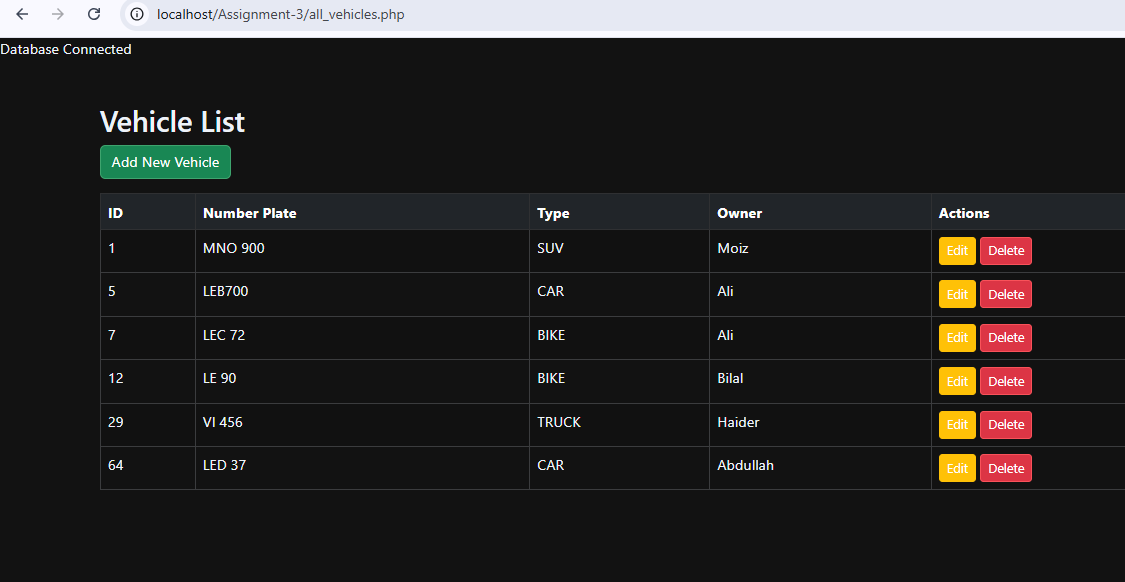 localhost/Assignment-3/all_vehicles.php
Database Connected
Vehicle List
Add New Vehicle
ID Number Plate Type Owner Actions
1 MNO 900 SUV Moiz Edit Delete
5 LEB700 CAR Ali Edit Delete
7 LEC 72 BIKE Ali Edit Delete
12 LE 90 BIKE Bilal Edit Delete
29 VI 456 TRUCK Haider Edit Delete
64 LED 37 CAR Abdullah Edit Delete